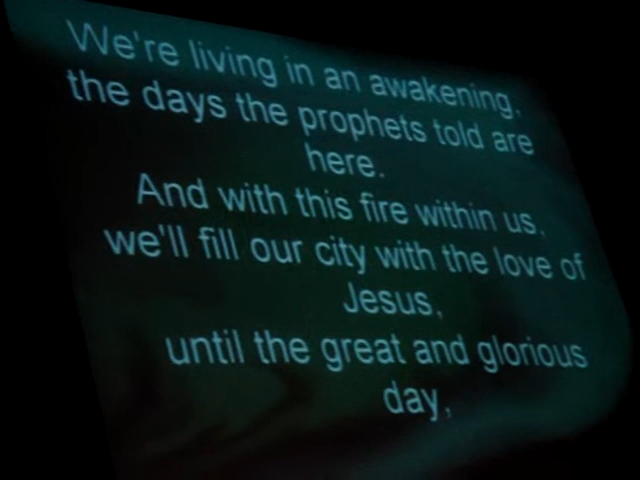 We're living in an awakening,
the days the prophets told are
here.
And with this fire within us,
we'll fill our city with the love of
Jesus,
until the great and glorious
day,